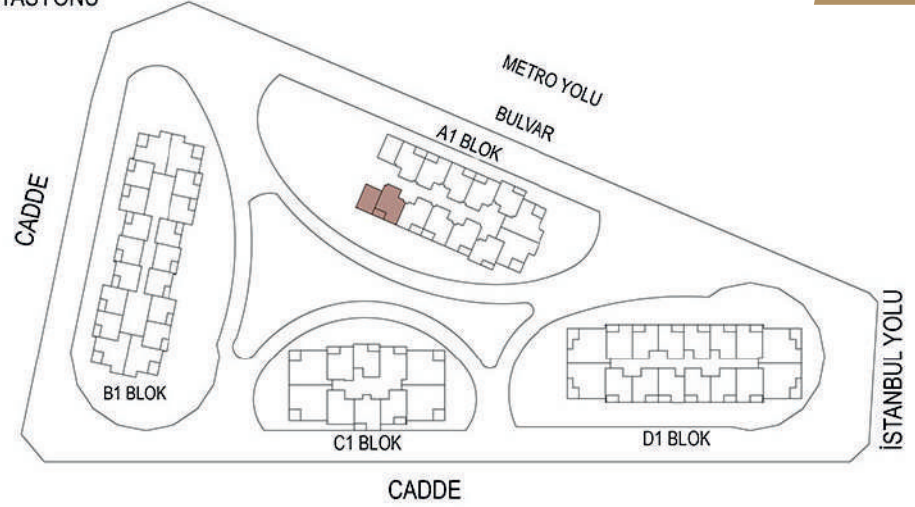 METRO YOLU
BULVAR
A1 BLOK
CADDE
İSTANBUL YOLU
B1 BLOK
C1 BLOK
D1 BLOK
CADDE